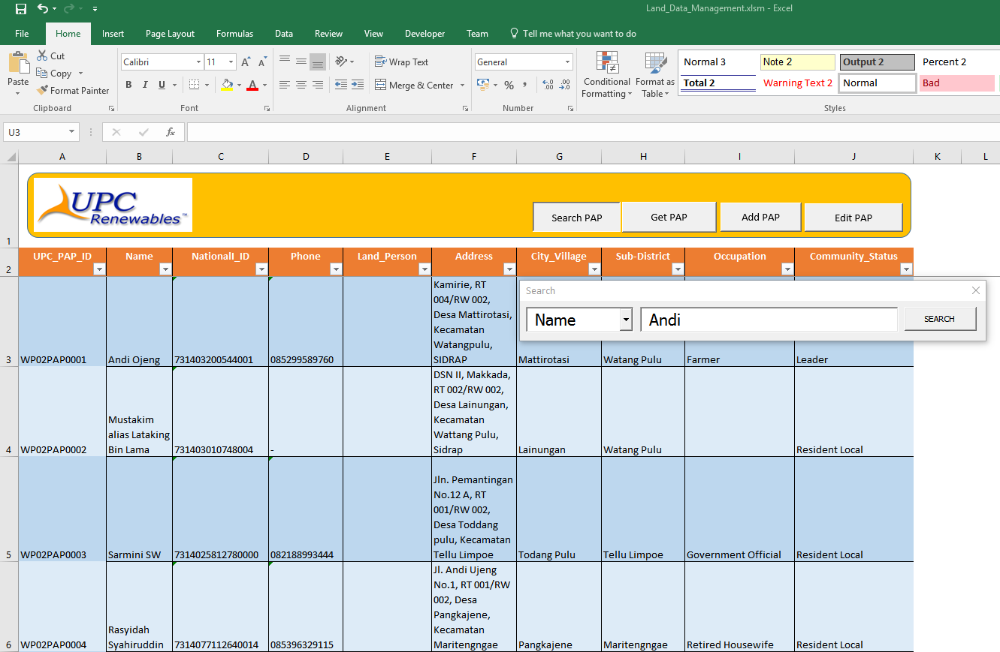 Land_Data_Management.xlsm - Excel
File Home Insert Page Layout Formulas Data Review View Developer Team Tell me what you want to do
Paste
Cut
Copy
Format Painter
Clipboard
Calibri 11
B I U A
Font
Wrap Text
Merge & Center
Alignment
General
% , .00
Number
Conditional Formatting
Format as Table
Normal 3 Note 2 Output 2 Percent 2
Total 2 Warning Text 2 Normal Bad
Styles
U3 fx
A B C D E F G H I J K L
1
UPC
Renewables™
Search PAP Get PAP Add PAP Edit PAP
2 UPC_PAP_ID Name Nationall_ID Phone Land_Person Address City_Village Sub-District Occupation Community_Status
Search
Name Andi SEARCH
Kamirie, RT
004/RW 002,
Desa Mattirotasi,
Kecamatan
Watangpulu,
3 WP02PAP0001 Andi Ojeng 731403200544001 085299589760 SIDRAP Mattirotasi Watang Pulu Farmer Leader
DSN II, Makkada,
RT 002/RW 002,
Desa Lainungan,
Mustakim Kecamatan
alias Lataking Wattang Pulu,
4 WP02PAP0002 Bin Lama 731403010748004 - Sidrap Lainungan Watang Pulu Resident Local
Jln. Pemantingan
No.12 A, RT
001/RW 002,
Desa Toddang
pulu, Kecamatan
5 WP02PAP0003 Sarmini SW 7314025812780000 082188993444 Tellu Limpoe Todang Pulu Tellu Limpoe Government Official Resident Local
Jl. Andi Ujeng
No.1, RT 001/RW
002, Desa
Pangkajene,
Rasyidah Kecamatan
6 WP02PAP0004 Syahiruddin 7314077112640014 085396329115 Maritengngae Pangkajene Maritengngae Retired Housewife Resident Local